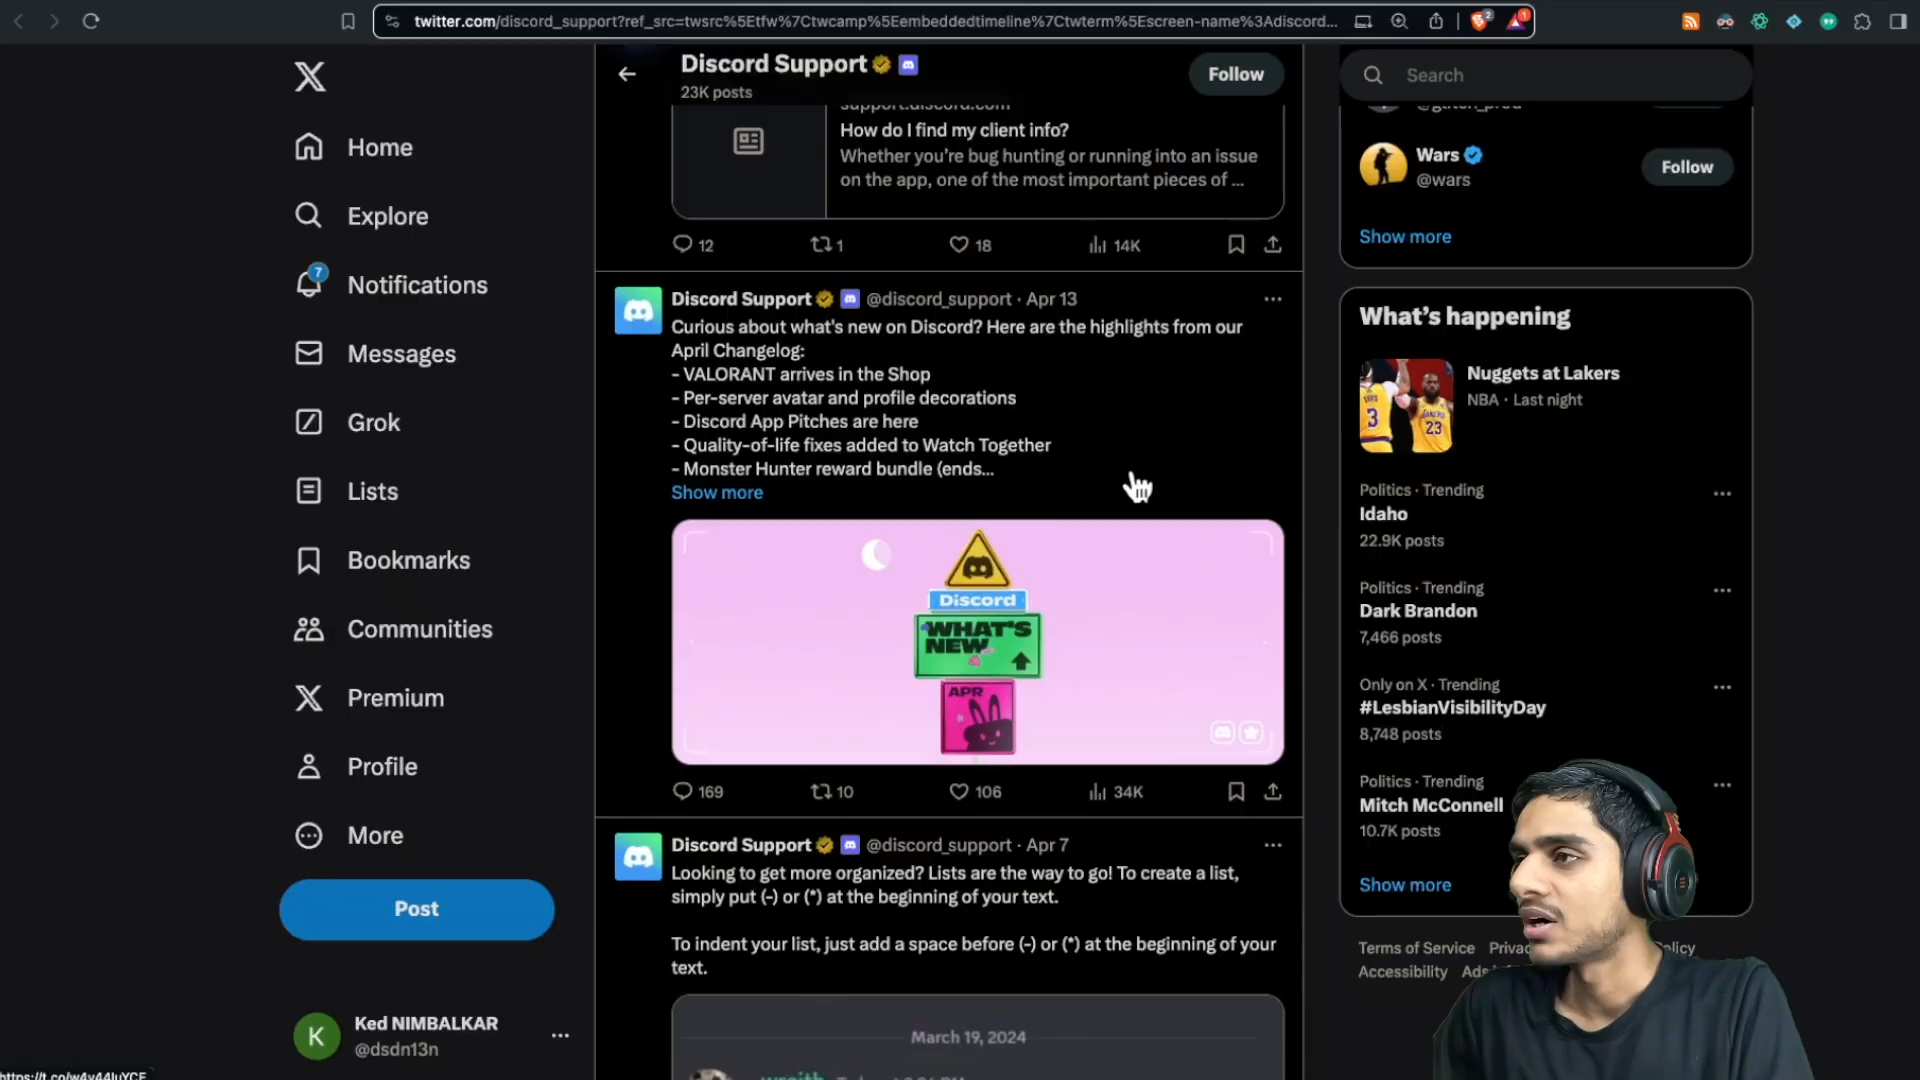 twitter.com/discord_support?ref_src=twsrc%5Etfw%7Ctwcamp%5Eembeddedtimeline%7Ctwterm%5Escreen-name%3Adiscord...
2
1
Home
Explore
7
Notifications
Messages
Grok
Lists
Bookmarks
Communities
Premium
Profile
More
Post
K
Ked NIMBALKAR
@dsdn13n
Discord Support
23K posts
Follow
support.discord.com
How do I find my client info?
Whether you're bug hunting or running into an issue
on the app, one of the most important pieces of ...
12 1 18 14K
Discord Support @discord_support · Apr 13
Curious about what's new on Discord? Here are the highlights from our
April Changelog:
- VALORANT arrives in the Shop
- Per-server avatar and profile decorations
- Discord App Pitches are here
- Quality-of-life fixes added to Watch Together
- Monster Hunter reward bundle (ends...
Show more
Discord
WHAT'S
NEW
APR
169 10 106 34K
Discord Support @discord_support · Apr 7
Looking to get more organized? Lists are the way to go! To create a list,
simply put (-) or (*) at the beginning of your text.
To indent your list, just add a space before (-) or (*) at the beginning of your
text.
March 19, 2024
Search
Wars
@wars
Follow
Show more
What's happening
Nuggets at Lakers
NBA · Last night
Politics · Trending
Idaho
22.9K posts
Politics · Trending
Dark Brandon
7,466 posts
Only on X · Trending
#LesbianVisibilityDay
8,748 posts
Politics · Trending
Mitch McConnell
10.7K posts
Show more
Terms of Service
Accessibility